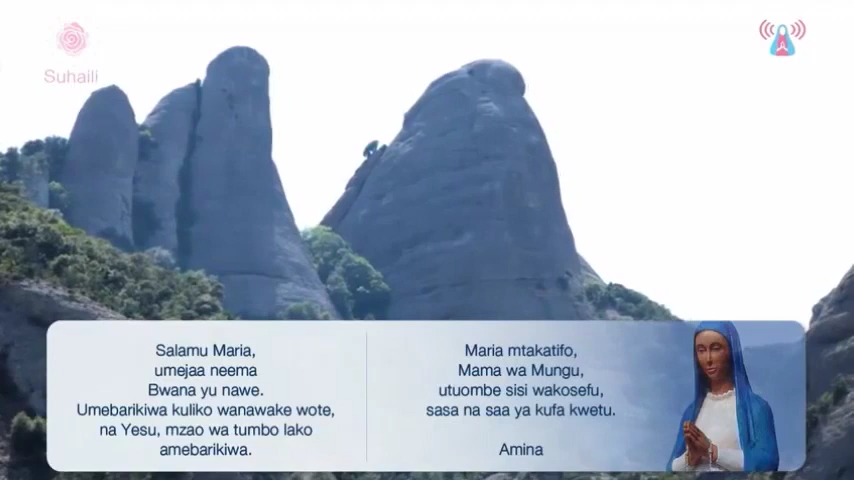 Suhaili
Salamu Maria,
umejaa neema
Bwana yu nawe.
Umebarikiwa kuliko wanawake wote,
na Yesu, mzao wa tumbo lako
amebarikiwa.
Maria mtakatifo,
Mama wa Mungu,
utuombe sisi wakosefu,
sasa na saa ya kufa kwetu.
Amina